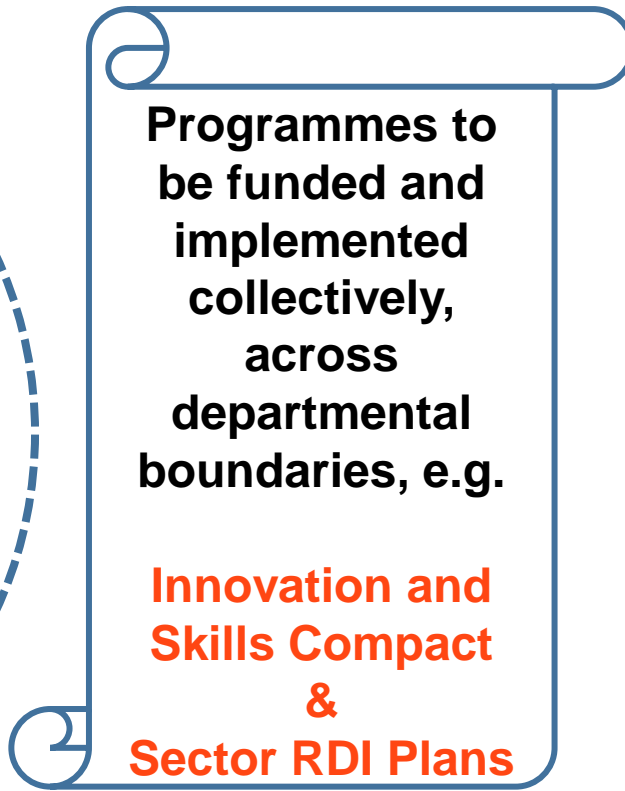 Programmes to
be funded and
implemented
collectively,
across
departmental
boundaries, e.g.
Innovation and
Skills Compact
&
Sector RDI Plans